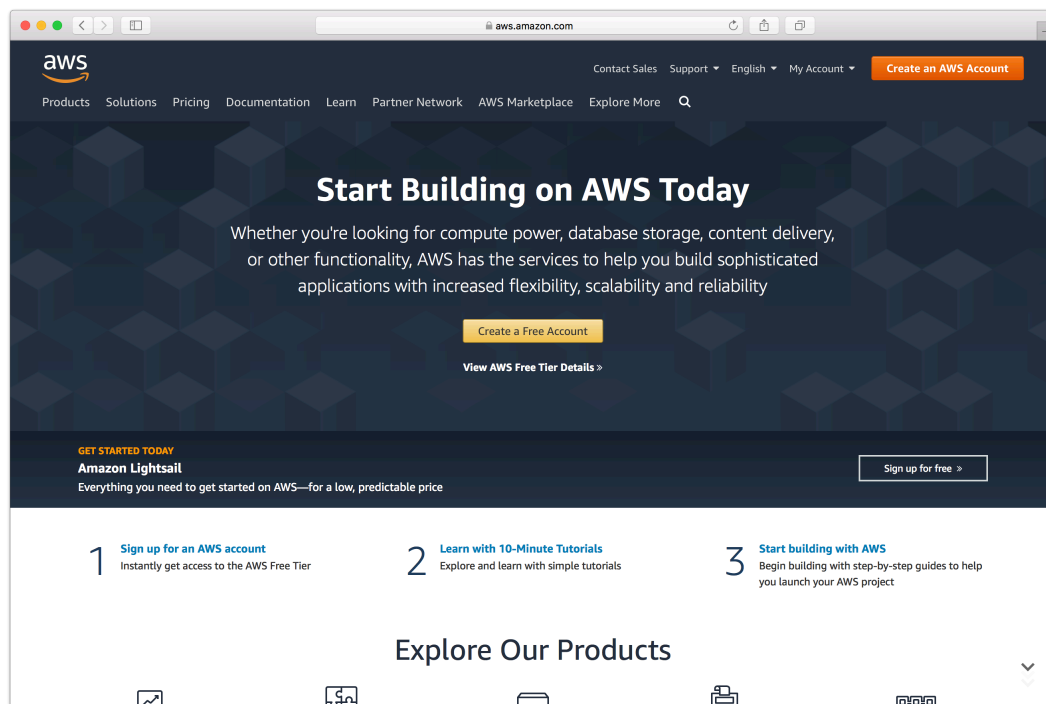 aws.amazon.com
aws
Contact Sales Support English My Account Create an AWS Account
Products Solutions Pricing Documentation Learn Partner Network AWS Marketplace Explore More
Start Building on AWS Today
Whether you're looking for compute power, database storage, content delivery,
or other functionality, AWS has the services to help you build sophisticated
applications with increased flexibility, scalability and reliability
Create a Free Account
View AWS Free Tier Details »
GET STARTED TODAY
Amazon Lightsail
Everything you need to get started on AWS—for a low, predictable price
Sign up for free »
1 Sign up for an AWS account
Instantly get access to the AWS Free Tier
2 Learn with 10-Minute Tutorials
Explore and learn with simple tutorials
3 Start building with AWS
Begin building with step-by-step guides to help
you launch your AWS project
Explore Our Products